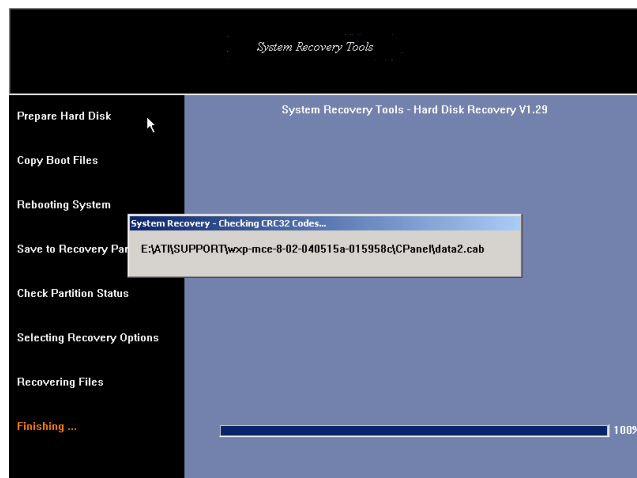 System Recovery Tools
System Recovery Tools - Hard Disk Recovery V1.29
Prepare Hard Disk
Copy Boot Files
Rebooting System
System Recovery - Checking CRC32 Codes...
E:\ATI\SUPPORT\wxp-mce-8-02-040515a-015958c\CPanel\data2.cab
Save to Recovery Par
Check Partition Status
Selecting Recovery Options
Recovering Files
Finishing ...
100%